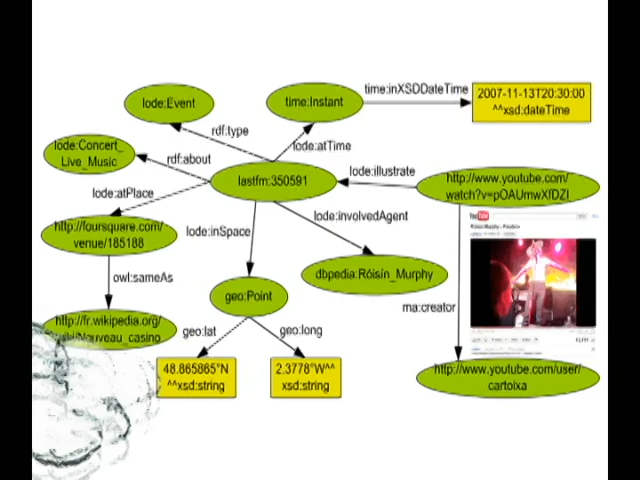 time:inXSDDateTime
2007-11-13T20:30:00
^^xsd:dateTime
lode:Event
time:Instant
rdf:type
lode:atTime
lode:Concert_
Live_Music
rdf:about
lode:illustrate
lode:atPlace
lastfm:350591
http://www.youtube.com/
watch?v=pOAUmwXfDZI
http://foursquare.com/
venue/185188
lode:inSpace
lode:involvedAgent
owl:sameAs
dbpedia:Róisín_Murphy
geo:Point
ma:creator
http://fr.wikipedia.org/
wiki/Nouveau_casino
geo:lat
geo:long
48.865865°N
^^xsd:string
2.3778°W^^
xsd:string
http://www.youtube.com/user/
cartoixa